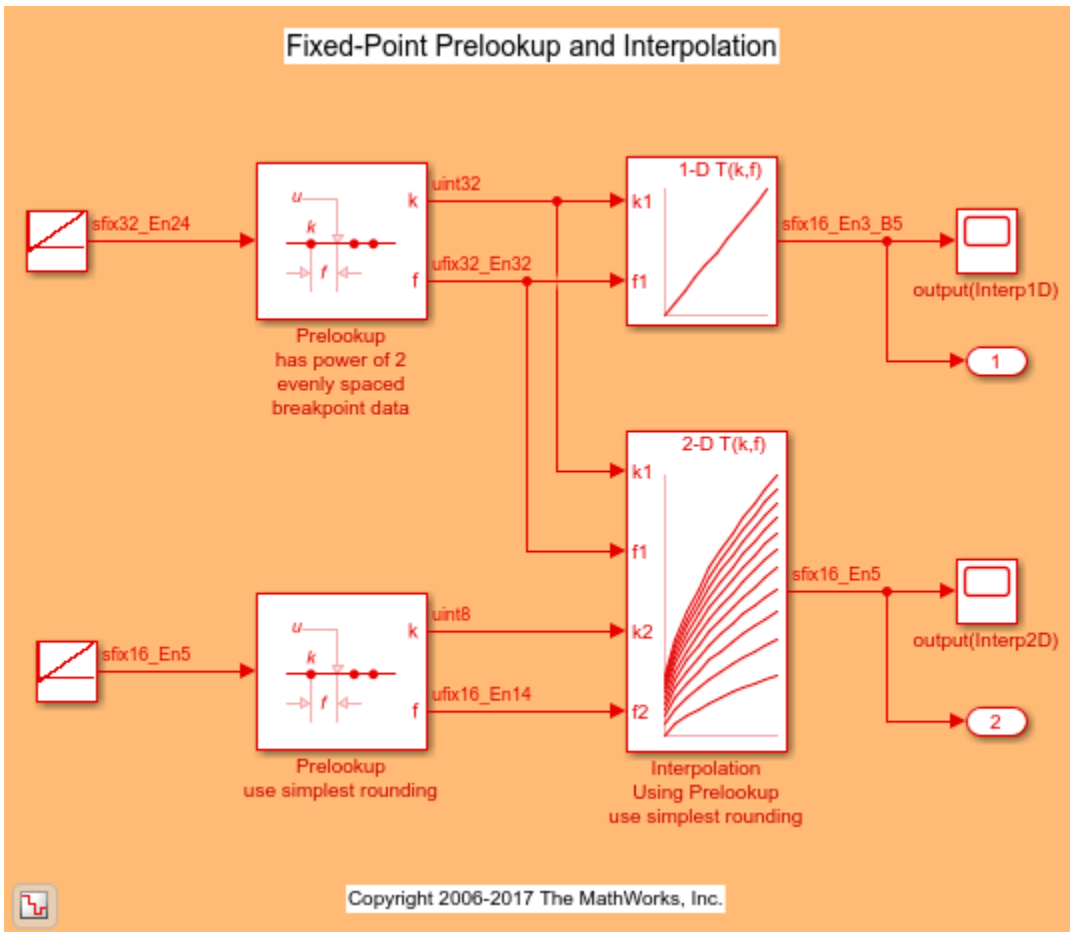 Fixed-Point Prelookup and Interpolation
sfix32_En24
u
k
f
k
f
uint32
ufix32_En32
Prelookup
has power of 2
evenly spaced
breakpoint data
1-D T(k,f)
k1
f1
sfix16_En3_B5
output(Interp1D)
1
sfix16_En5
u
k
f
k
f
uint8
ufix16_En14
Prelookup
use simplest rounding
2-D T(k,f)
k1
f1
k2
f2
Interpolation
Using Prelookup
use simplest rounding
sfix16_En5
output(Interp2D)
2
Copyright 2006-2017 The MathWorks, Inc.